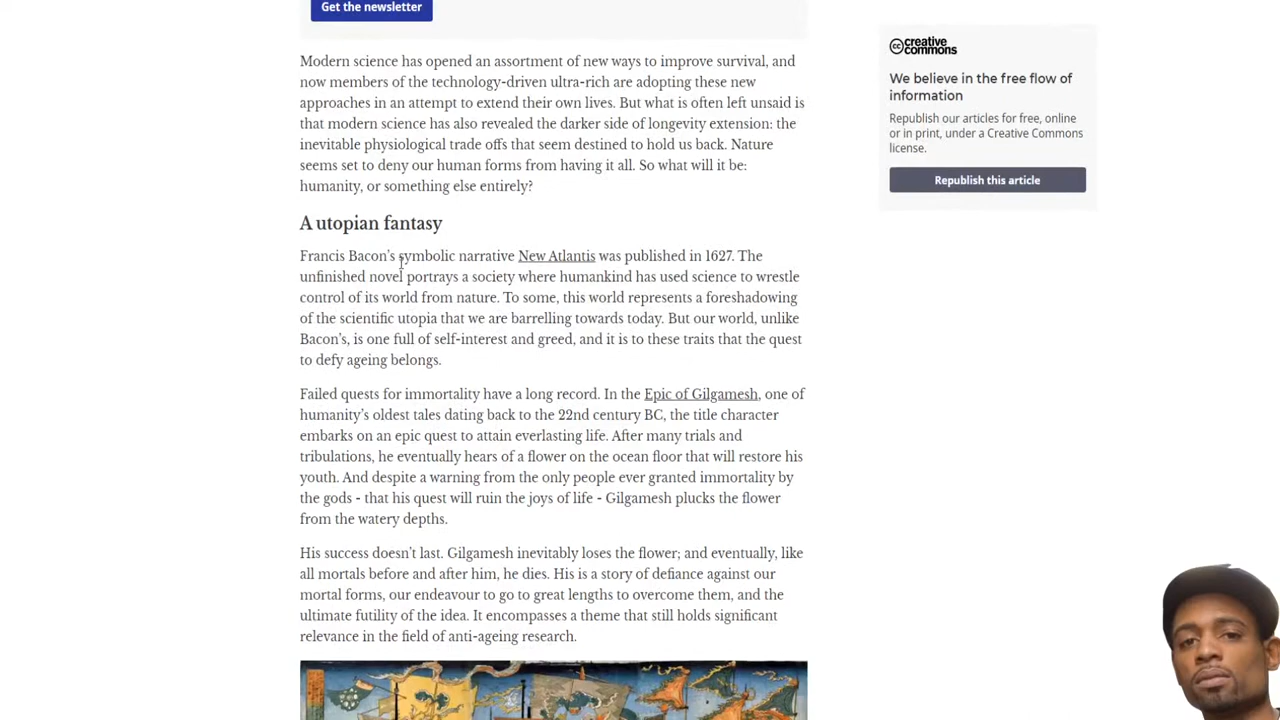 Get the newsletter
Modern science has opened an assortment of new ways to improve survival, and
now members of the technology-driven ultra-rich are adopting these new
approaches in an attempt to extend their own lives. But what is often left unsaid is
that modern science has also revealed the darker side of longevity extension: the
inevitable physiological trade offs that seem destined to hold us back. Nature
seems set to deny our human forms from having it all. So what will it be:
humanity, or something else entirely?
A utopian fantasy
Francis Bacon's symbolic narrative New Atlantis was published in 1627. The
unfinished novel portrays a society where humankind has used science to wrestle
control of its world from nature. To some, this world represents a foreshadowing
of the scientific utopia that we are barrelling towards today. But our world, unlike
Bacon's, is one full of self-interest and greed, and it is to these traits that the quest
to defy ageing belongs.
Failed quests for immortality have a long record. In the Epic of Gilgamesh, one of
humanity's oldest tales dating back to the 22nd century BC, the title character
embarks on an epic quest to attain everlasting life. After many trials and
tribulations, he eventually hears of a flower on the ocean floor that will restore his
youth. And despite a warning from the only people ever granted immortality by
the gods - that his quest will ruin the joys of life - Gilgamesh plucks the flower
from the watery depths.
His success doesn't last. Gilgamesh inevitably loses the flower; and eventually, like
all mortals before and after him, he dies. His is a story of defiance against our
mortal forms, our endeavour to go to great lengths to overcome them, and the
ultimate futility of the idea. It encompasses a theme that still holds significant
relevance in the field of anti-ageing research.
cc creative
commons
We believe in the free flow of
information
Republish our articles for free, online
or in print, under a Creative Commons
license.
Republish this article